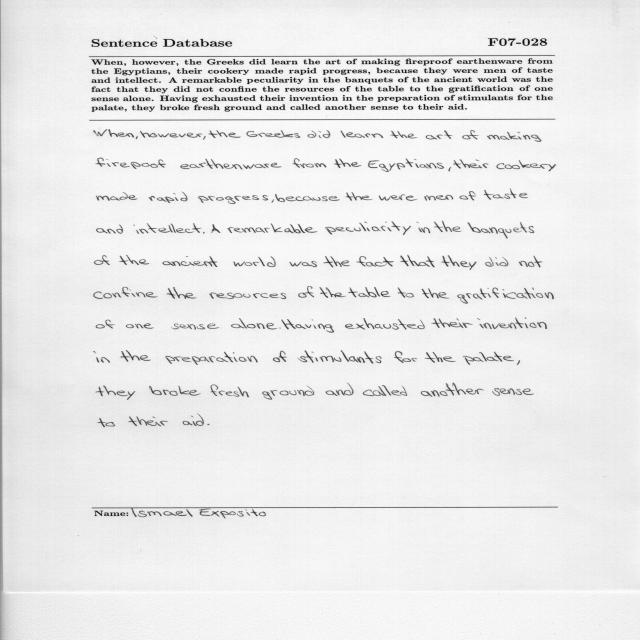 Sentence Database F07-028
When, however, the Greeks did learn the art of making fireproof earthenware from
the Egyptians, their cookery made rapid progress, because they were men of taste
and intellect. A remarkable peculiarity in the banquets of the ancient world was the
fact that they did not confine the resources of the table to the gratification of one
sense alone. Having exhausted their invention in the preparation of stimulants for the
palate, they broke fresh ground and called another sense to their aid.
When, however, the Greeks did learn the art of making
firepoof earthenware from the Egyptians, their cookery
made rapid progress, because the were men of taste
and intellect. A remarkable peculiarity in the banquets
of the ancient world was the fact that they did not
confine the resources of the table to the gratification
of one sense alone. Having exhausted their invention
in the preparation of stimulants for the palate,
they broke fresh ground and called another sense
to their aid.
Name: Ismael Exposito